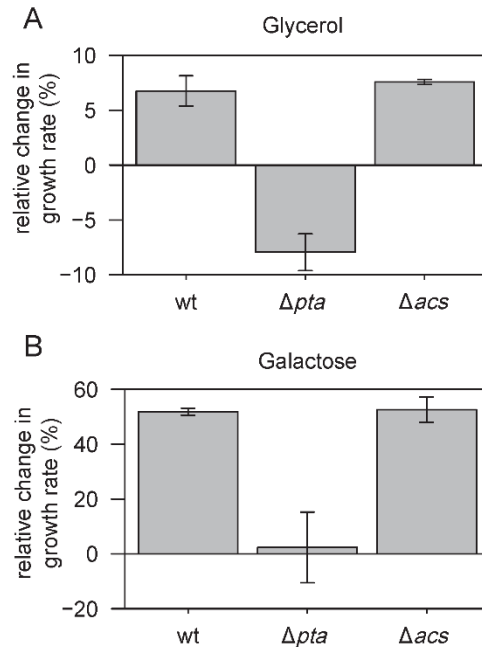 A
Glycerol
relative change in
growth rate (%)
10
5
0
−5
−10
wt
Δpta
Δacs
B
Galactose
relative change in
growth rate (%)
60
40
20
0
−20
wt
Δpta
Δacs